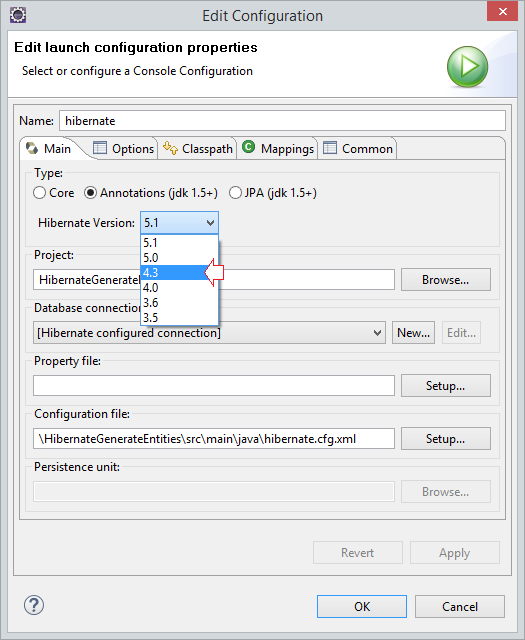 Edit Configuration
Edit launch configuration properties
Select or configure a Console Configuration
Name: hibernate
Main Options Classpath Mappings Common
Type:
Core Annotations (jdk 1.5+) JPA (jdk 1.5+)
Hibernate Version: 5.1
5.1
5.0
4.3
4.0
3.6
3.5
Project:
HibernateGenerate Browse...
Database connection
[Hibernate configured connection] New... Edit...
Property file:
Setup...
Configuration file:
\HibernateGenerateEntities\src\main\java\hibernate.cfg.xml Setup...
Persistence unit:
Browse...
Revert Apply
? OK Cancel